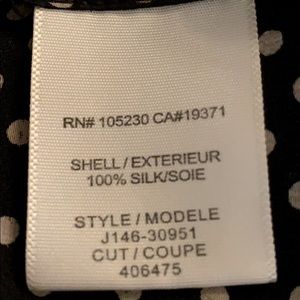 RN# 105230 CA#19371
SHELL / EXTERIEUR
100% SILK/SOIE
STYLE / MODELE
J146-30951
CUT / COUPE
406475